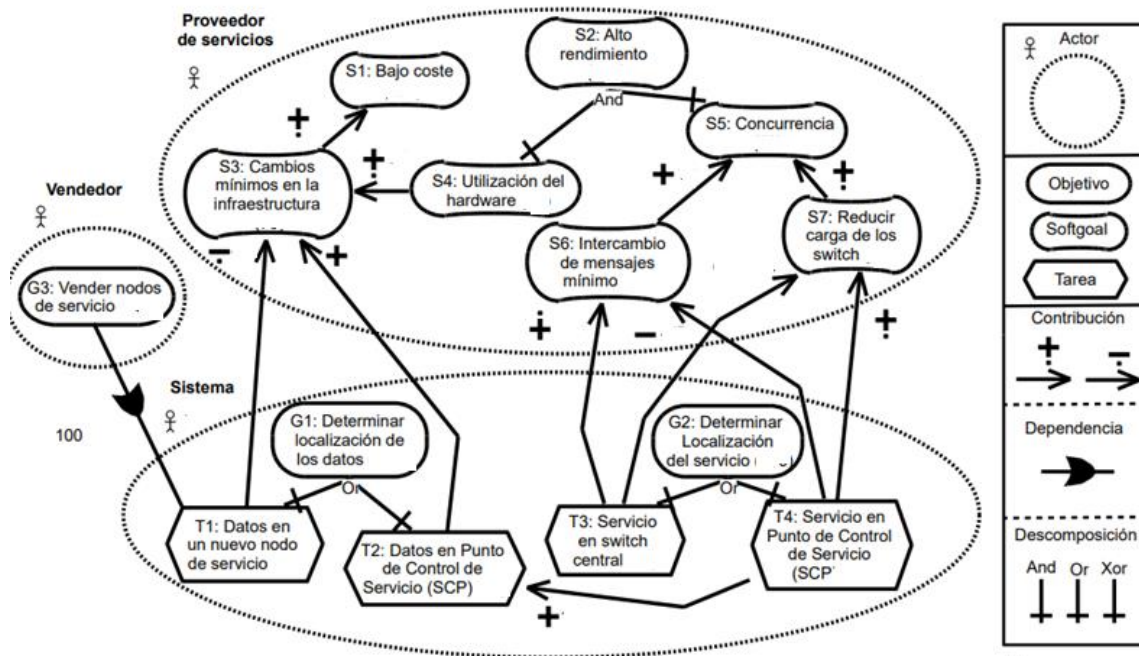 Proveedor
de servicios
S1: Bajo coste
S2: Alto
rendimiento
And
S5: Concurrencia
S3: Cambios
mínimos en la
infraestructura
S4: Utilización del
hardware
S6: Intercambio
de mensajes
mínimo
S7: Reducir
carga de los
switch
Vendedor
G3: Vender nodos
de servicio
100
Sistema
G1: Determinar
localización de
los datos
Or
G2: Determinar
Localización
del servicio
Or
T1: Datos en
un nuevo nodo
de servicio
T2: Datos en Punto
de Control de
Servicio (SCP)
T3: Servicio
en switch
central
T4: Servicio en
Punto de Control
de Servicio
(SCP
Actor
Objetivo
Softgoal
Tarea
Contribución
Dependencia
Descomposición
And Or Xor